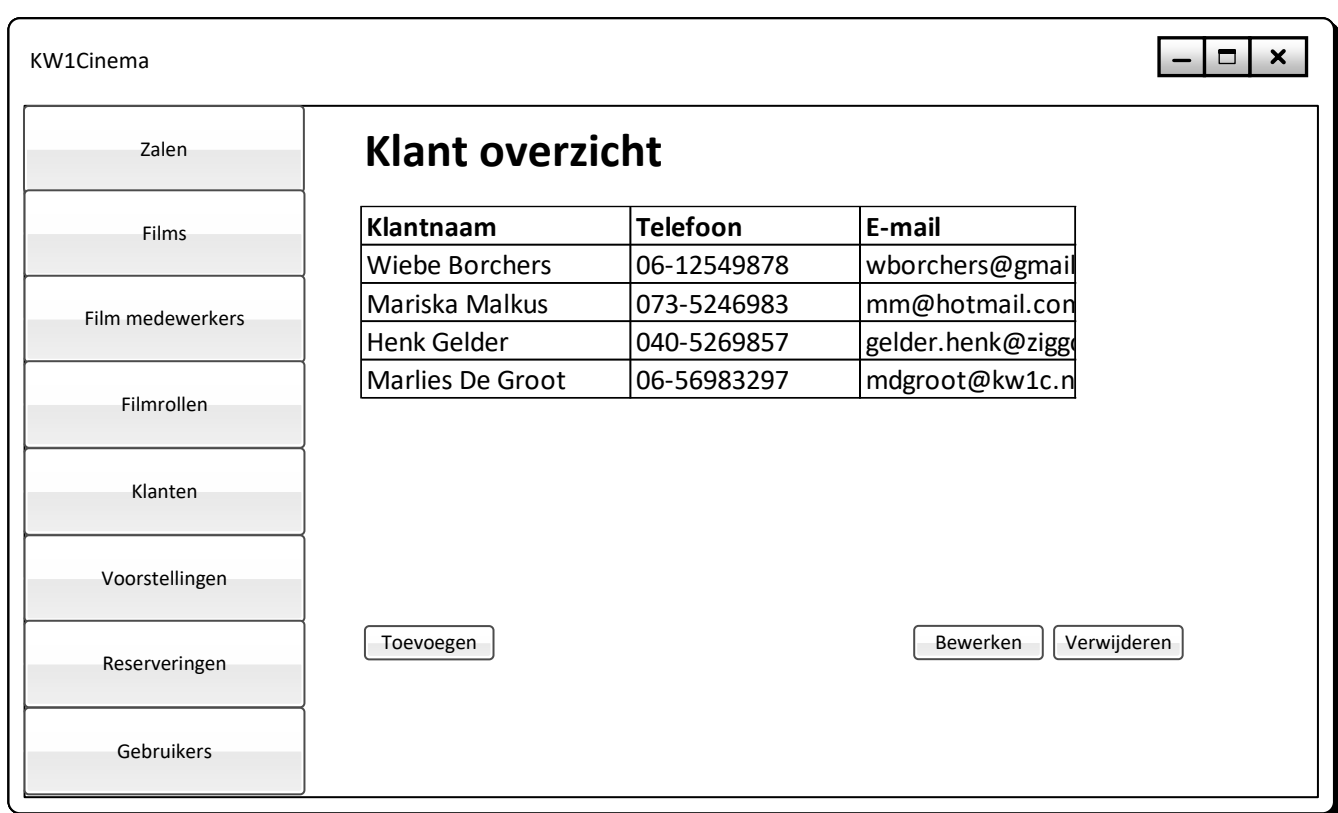 KW1Cinema
Zalen
Films
Film medewerkers
Filmrollen
Klanten
Voorstellingen
Reserveringen
Gebruikers
Klant overzicht
Klantnaam Telefoon E-mail
Wiebe Borchers 06-12549878 wborchers@gmail
Mariska Malkus 073-5246983 mm@hotmail.con
Henk Gelder 040-5269857 gelder.henk@ziggo
Marlies De Groot 06-56983297 mdgroot@kw1c.n
Toevoegen Bewerken Verwijderen